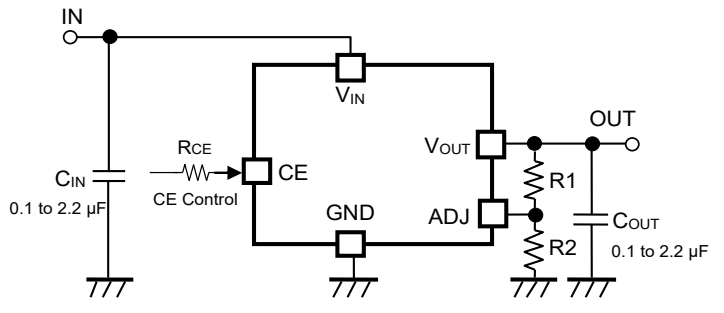 IN
VIN
OUT
VOUT
RCE
CE
R1
CIN
0.1 to 2.2 µF
CE Control
GND
ADJ
COUT
R2
0.1 to 2.2 µF